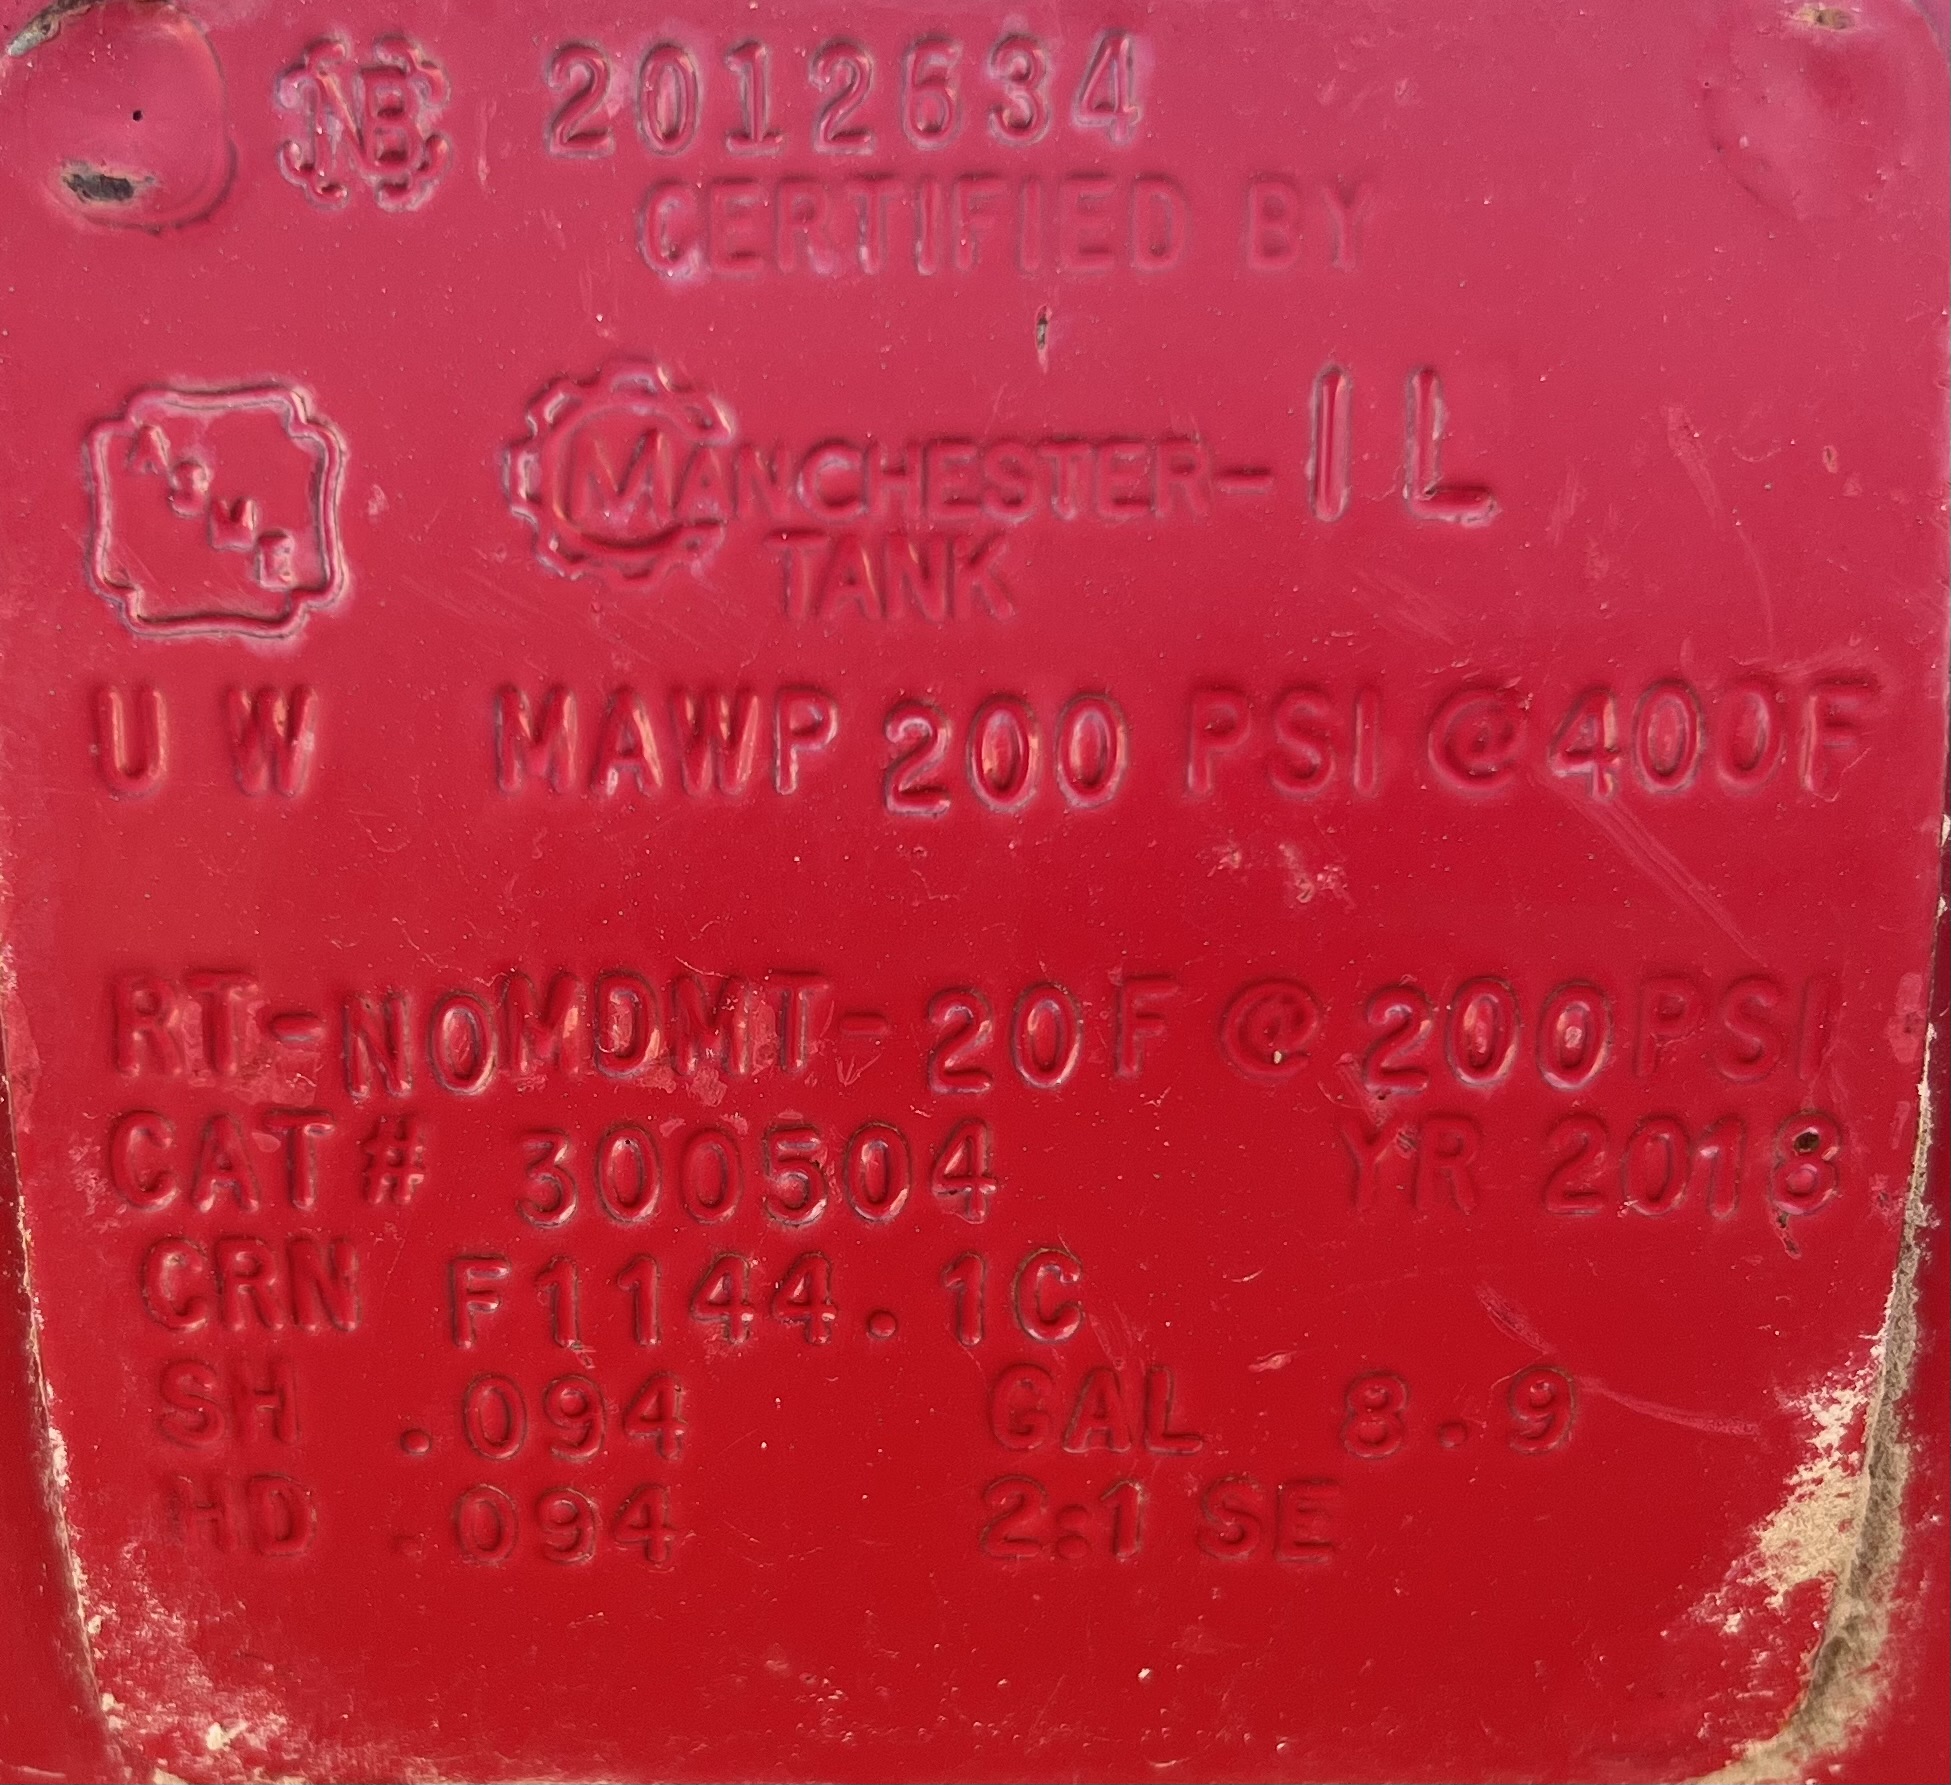 NB 2012634
CERTIFIED BY
ASME
MANCHESTER-IL
TANK
U W MAWP 200 PSI @ 400F
RT-NO MDMT-20F @ 200PSI
CAT# 300504 YR 2018
CRN F1144.1C
SH .094 GAL 8.9
HD .094 2:1 SE